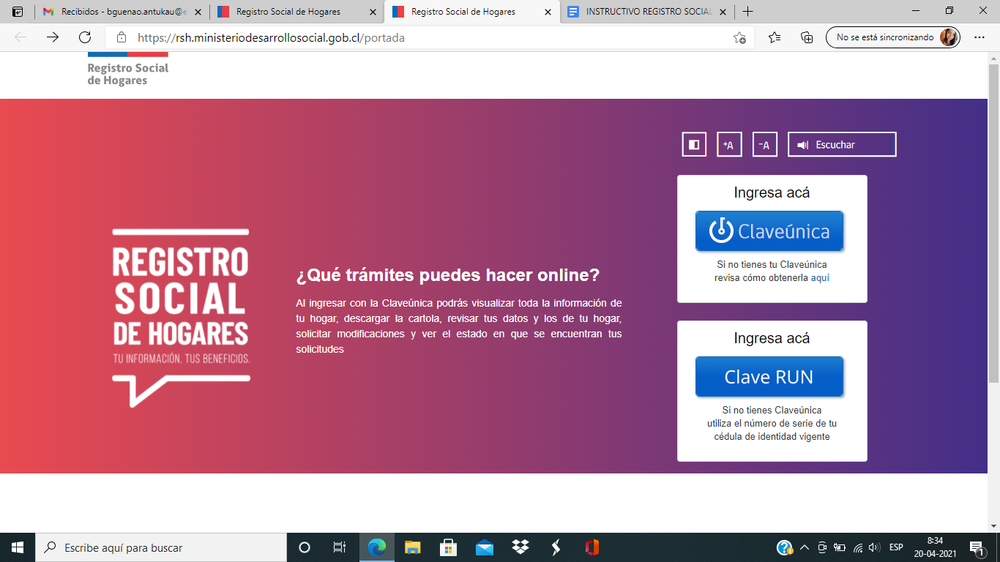 Recibidos - bguenao.antukau@e
Registro Social de Hogares
Registro Social de Hogares
INSTRUCTIVO REGISTRO SOCIAL
https://rsh.ministeriodesarrollosocial.gob.cl/portada
No se está sincronizando
Registro Social
de Hogares
+A
-A
Escuchar
Ingresa acá
Claveúnica
Si no tienes tu Claveúnica
revisa cómo obtenerla aquí
REGISTRO
SOCIAL
DE HOGARES
TU INFORMACIÓN, TUS BENEFICIOS.
¿Qué trámites puedes hacer online?
Al ingresar con la Claveúnica podrás visualizar toda la información de
tu hogar, descargar la cartola, revisar tus datos y los de tu hogar,
solicitar modificaciones y ver el estado en que se encuentran tus
solicitudes
Ingresa acá
Clave RUN
Si no tienes Claveúnica
utiliza el número de serie de tu
cédula de identidad vigente
Escribe aquí para buscar
ESP
8:34
20-04-2021
1